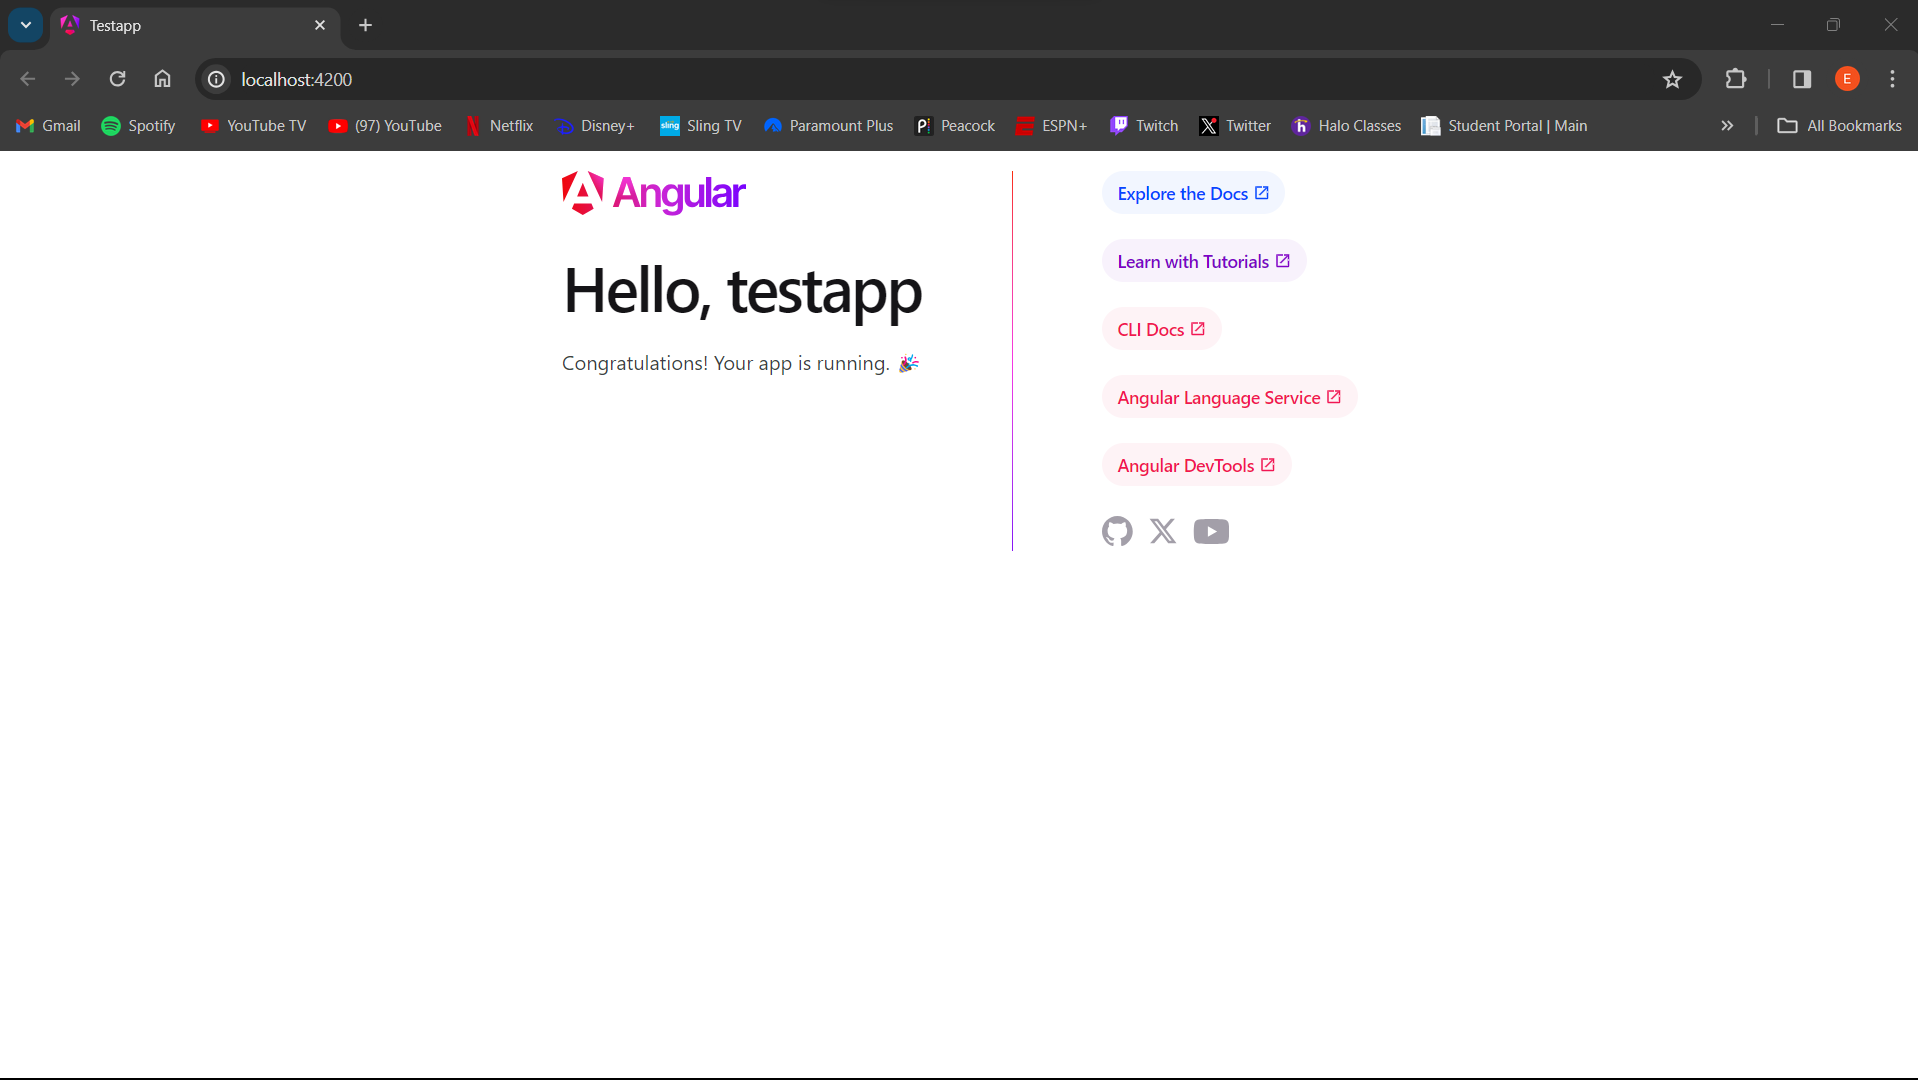 Testapp
localhost:4200
E
Gmail Spotify YouTube TV (97) YouTube Netflix Disney+ sling Sling TV Paramount Plus Peacock ESPN+ Twitch Twitter Halo Classes Student Portal | Main All Bookmarks
Angular
Hello, testapp
Congratulations! Your app is running. 🎉
Explore the Docs
Learn with Tutorials
CLI Docs
Angular Language Service
Angular DevTools